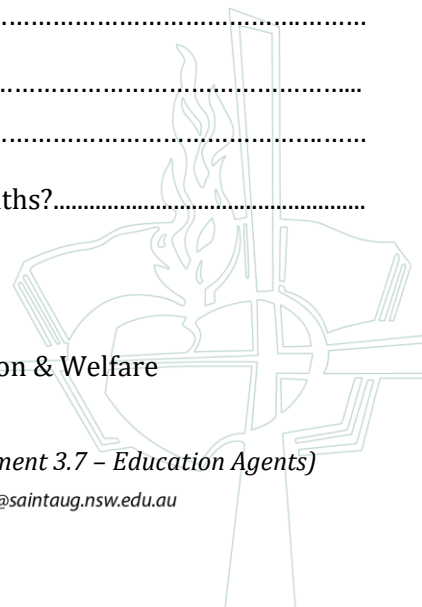 ……………………………………………………
……………………………………………………....
……………………………………………………
ths?......................................................
on & Welfare
ment 3.7 – Education Agents)
@saintaug.nsw.edu.au